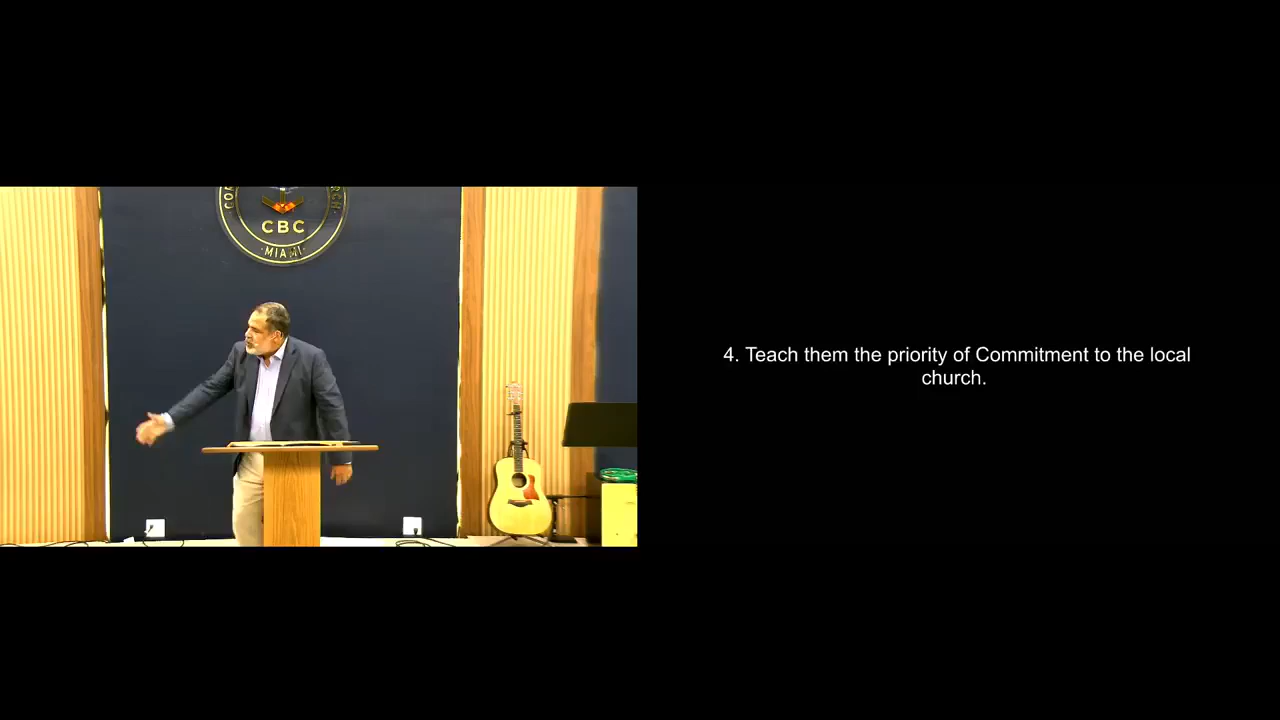 CBC
·MIAMI·
4. Teach them the priority of Commitment to the local
church.